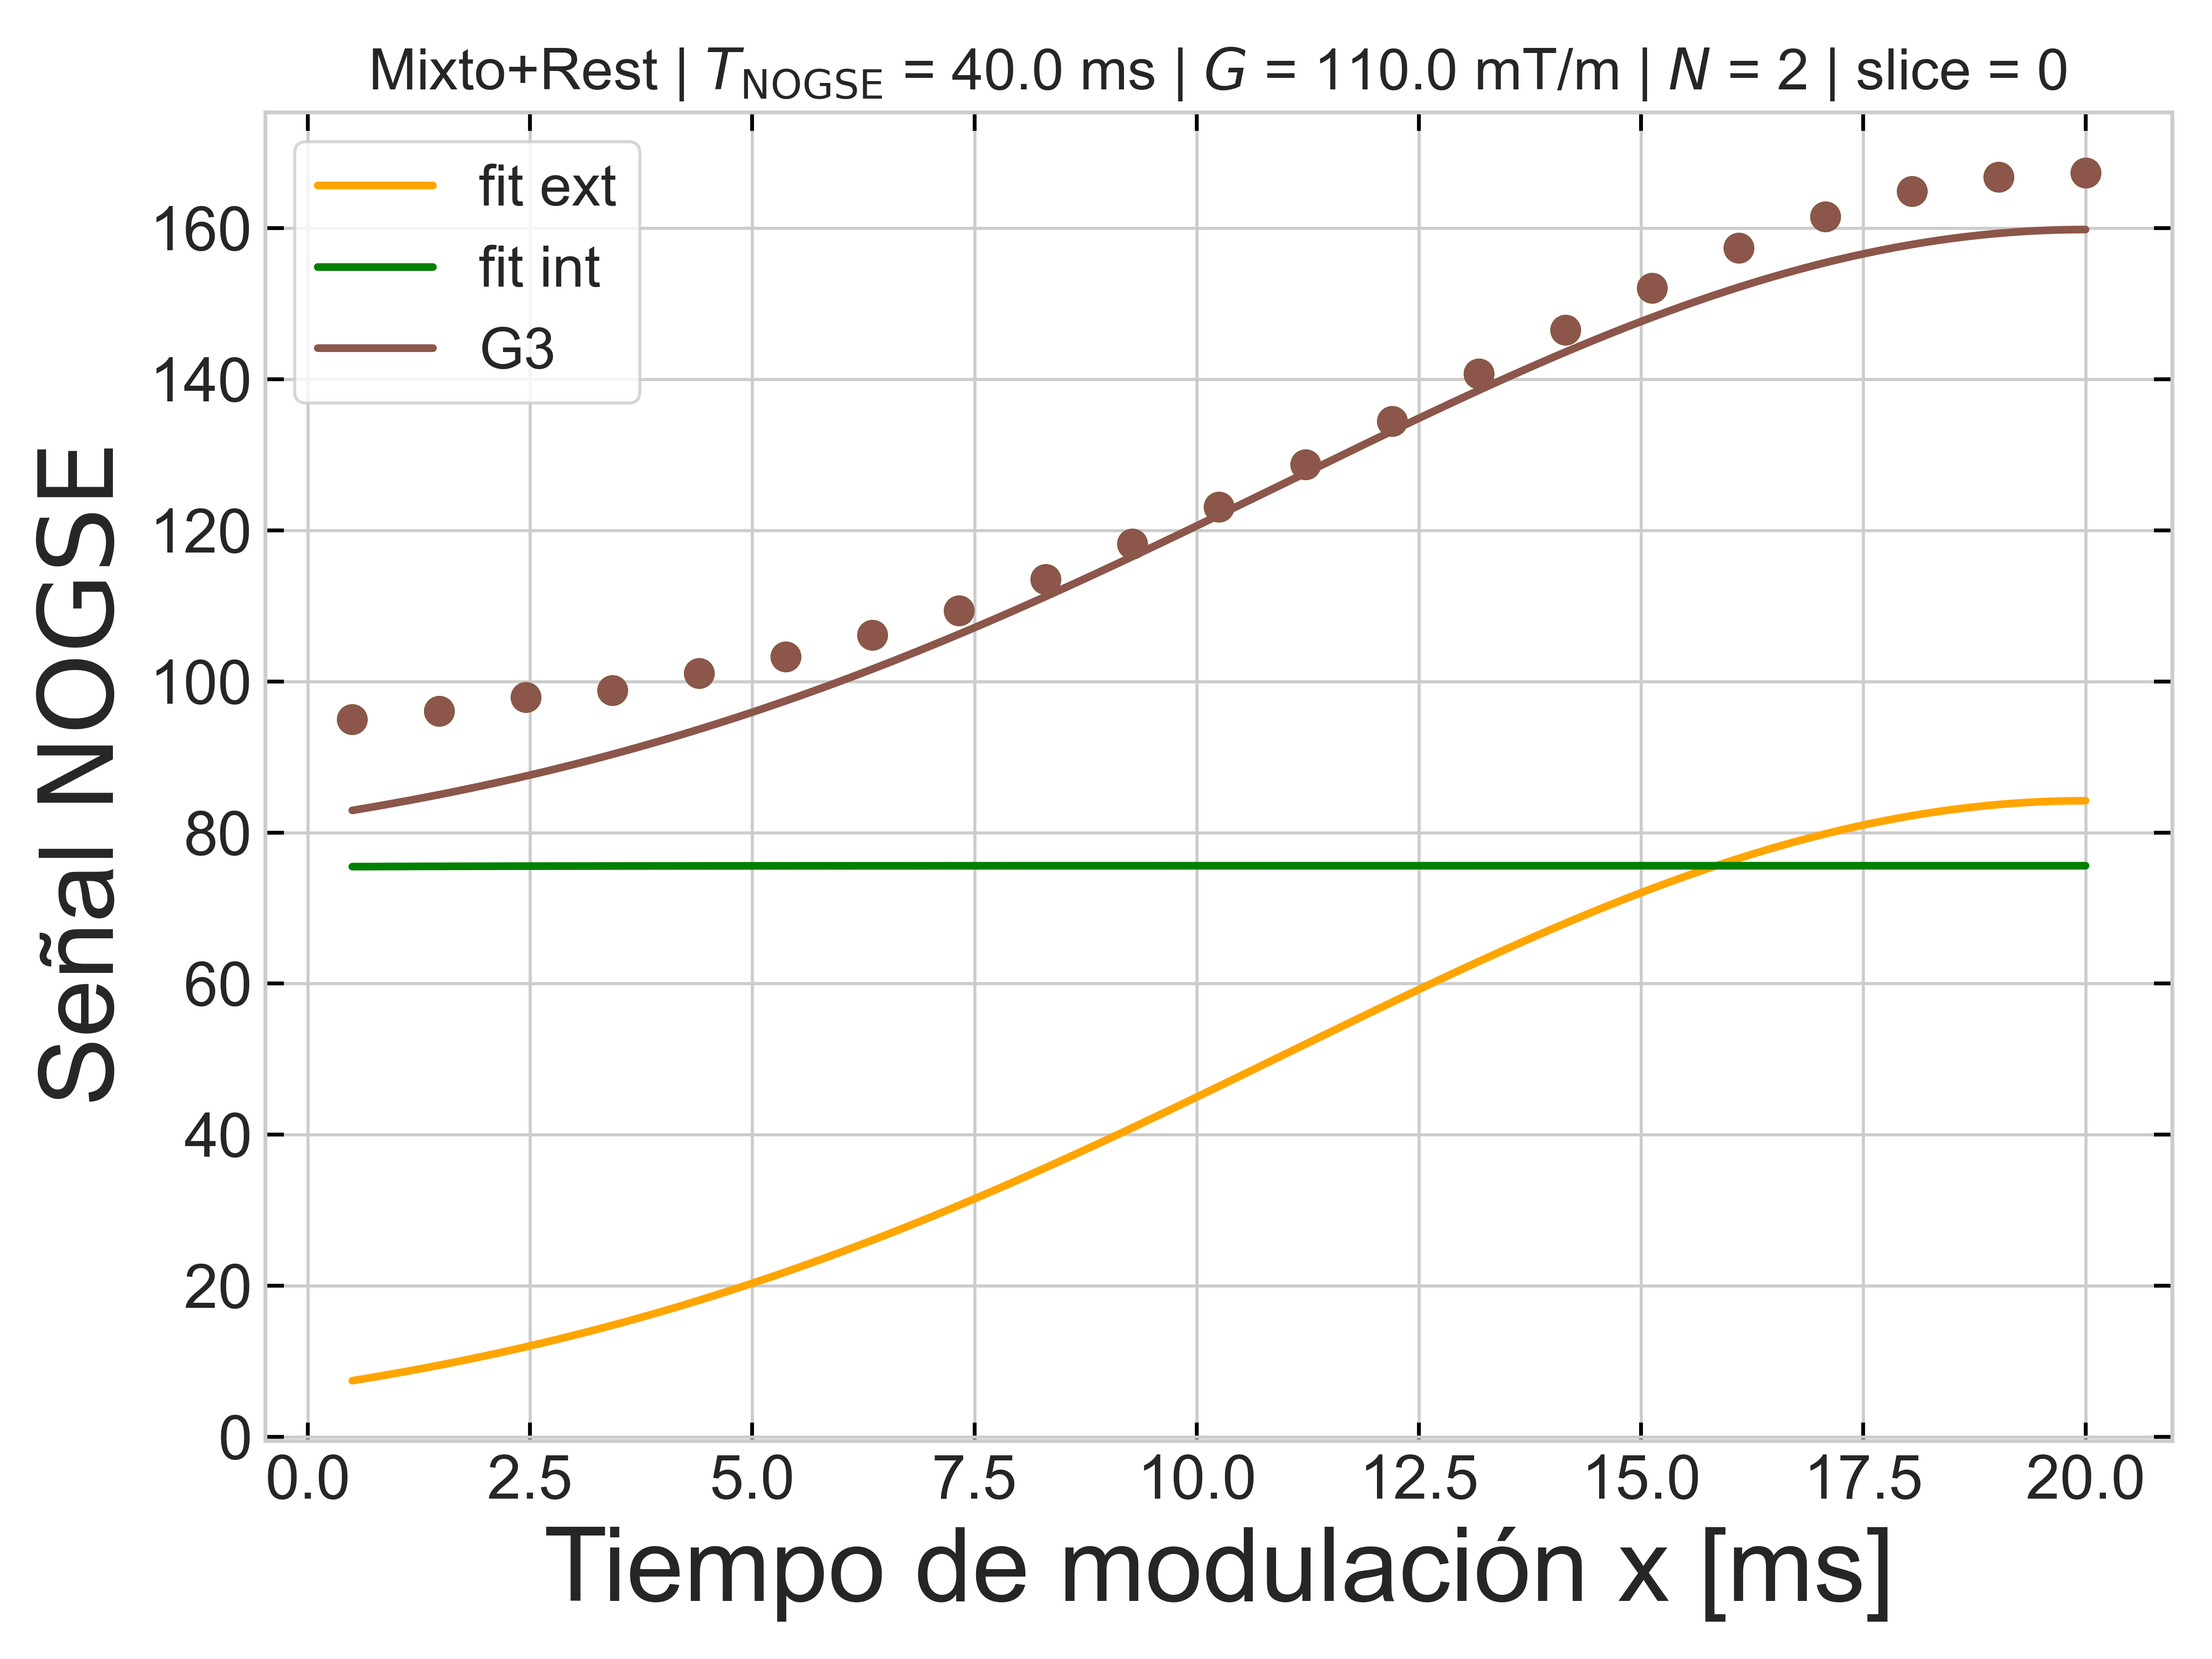 Mixto+Rest | T_NOGSE = 40.0 ms | G = 110.0 mT/m | N = 2 | slice = 0
fit ext
fit int
G3
Señal NOGSE
160
140
120
100
80
60
40
20
0
0.0 2.5 5.0 7.5 10.0 12.5 15.0 17.5 20.0
Tiempo de modulación x [ms]